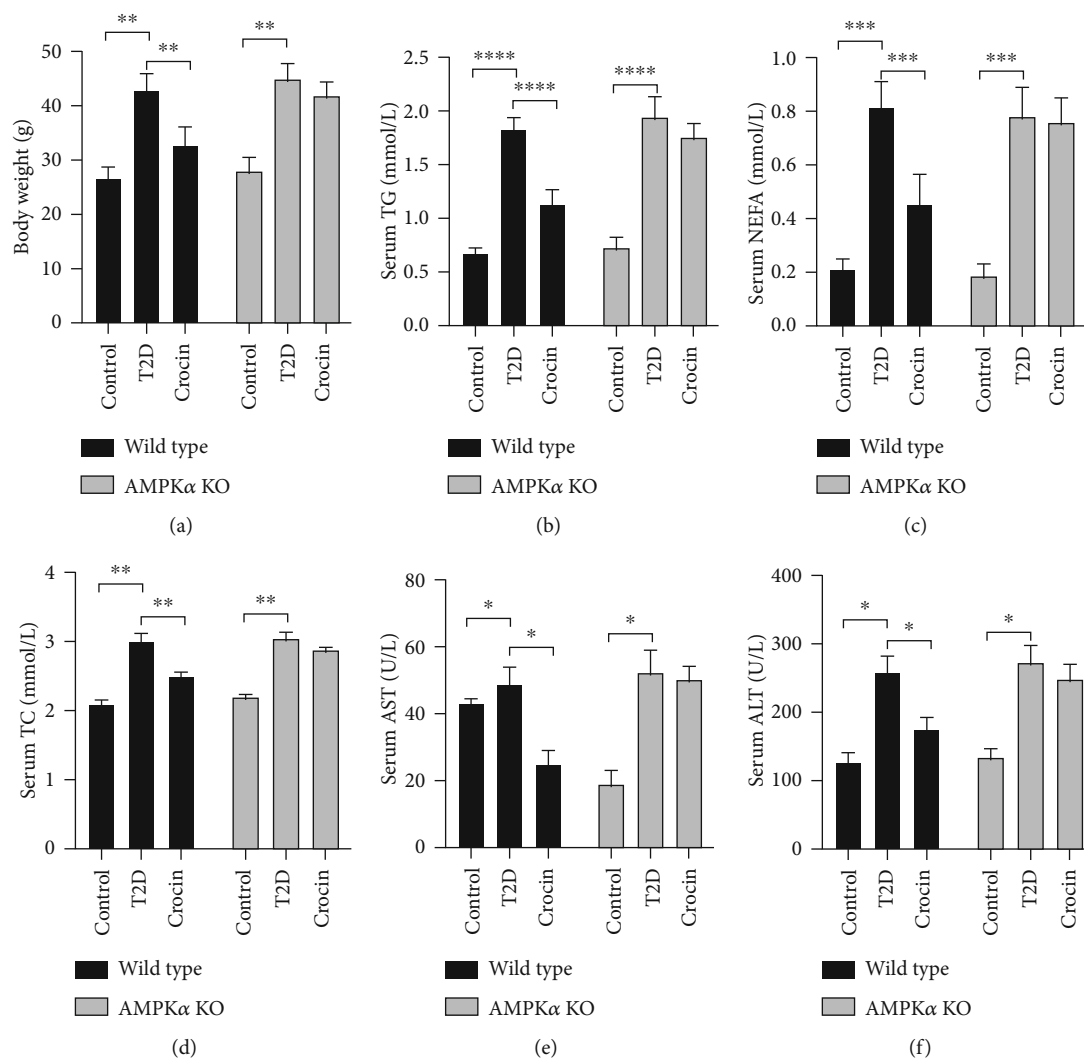 ** ** **
50
40
30
20
10
0
Body weight (g)
Control T2D Crocin Control T2D Crocin
Wild type
AMPKα KO
(a)
**** **** ****
2.5
2.0
1.5
1.0
0.5
0.0
Serum TG (mmol/L)
Control T2D Crocin Control T2D Crocin
Wild type
AMPKα KO
(b)
*** *** ***
1.0
0.8
0.6
0.4
0.2
0.0
Serum NEFA (mmol/L)
Control T2D Crocin Control T2D Crocin
Wild type
AMPKα KO
(c)
** ** **
4
3
2
1
0
Serum TC (mmol/L)
Control T2D Crocin Control T2D Crocin
Wild type
AMPKα KO
(d)
* * *
80
60
40
20
0
Serum AST (U/L)
Control T2D Crocin Control T2D Crocin
Wild type
AMPKα KO
(e)
* * *
400
300
200
100
0
Serum ALT (U/L)
Control T2D Crocin Control T2D Crocin
Wild type
AMPKα KO
(f)